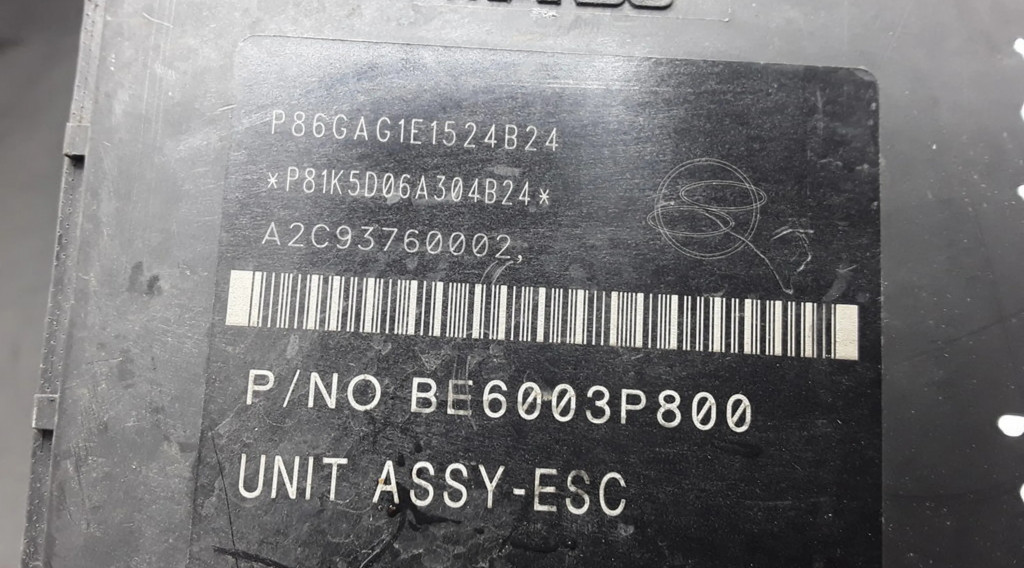 P86GAG1E1524B24
*P81K5D06A304B24*
A2C93760002,
P/NO BE6003P800
UNIT ASSY-ESC